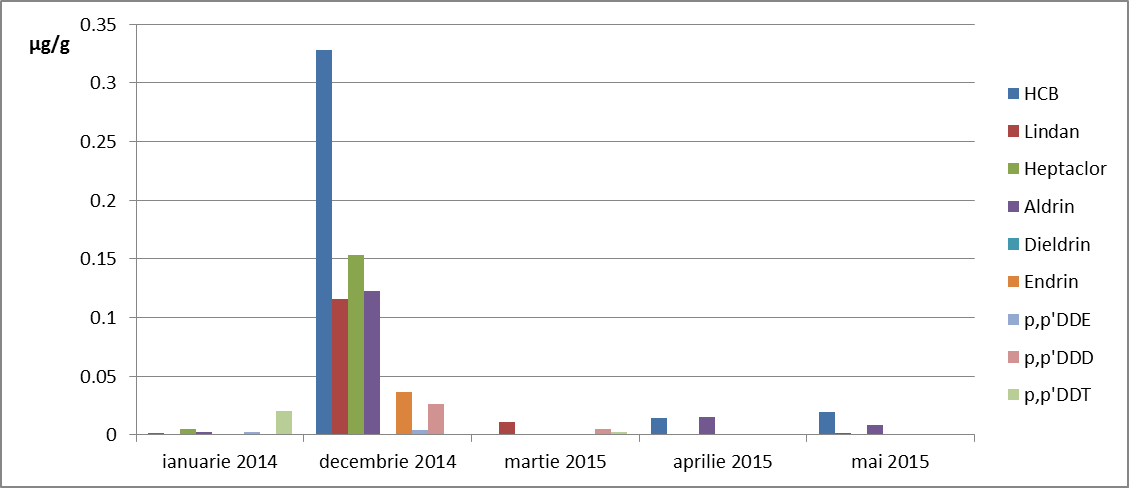 µg/g
0.35
0.3
0.25
0.2
0.15
0.1
0.05
0
ianuarie 2014
decembrie 2014
martie 2015
aprilie 2015
mai 2015
HCB
Lindan
Heptaclor
Aldrin
Dieldrin
Endrin
p,p'DDE
p,p'DDD
p,p'DDT